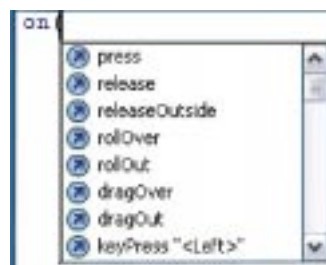 on(
press
release
releaseOutside
rollOver
rollOut
dragOver
dragOut
keyPress "<Left>"